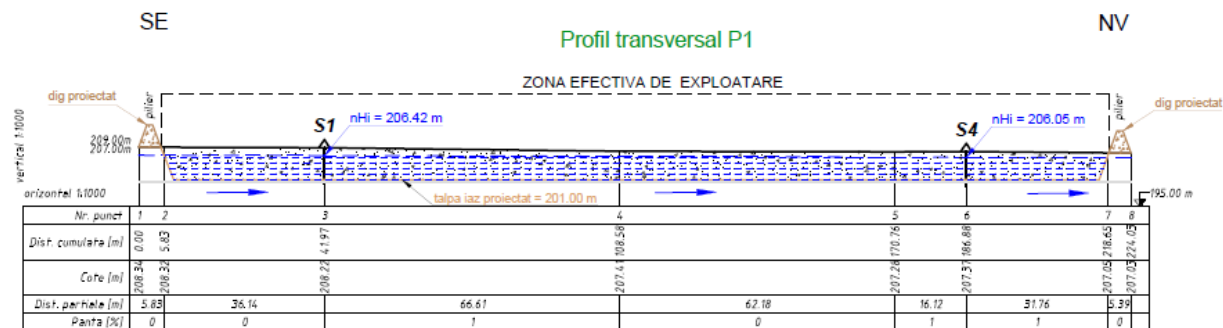 SE
NV
Profil transversal P1
ZONA EFECTIVA DE EXPLOATARE
dig proiectat
pilier
S1
nHi = 206.42 m
S4
nHi = 206.05 m
pilier
dig proiectat
vertical 1:1000
209.00m
207.00m
talpa iaz proiectat = 201.00 m
orizontal 1:1000
195.00 m
Nr. punct 1 2 3 4 5 6 7 8
Dist. cumulata [m] 0.00 5.83 41.97 108.58 170.76 186.88 218.65 224.03
Cote [m] 208.34 208.32 208.22 207.41 207.28 207.37 207.05 207.03
Dist. partiale [m] 5.83 36.14 66.61 62.18 16.12 31.76 5.39
Panta [%] 0 0 1 0 1 1 0